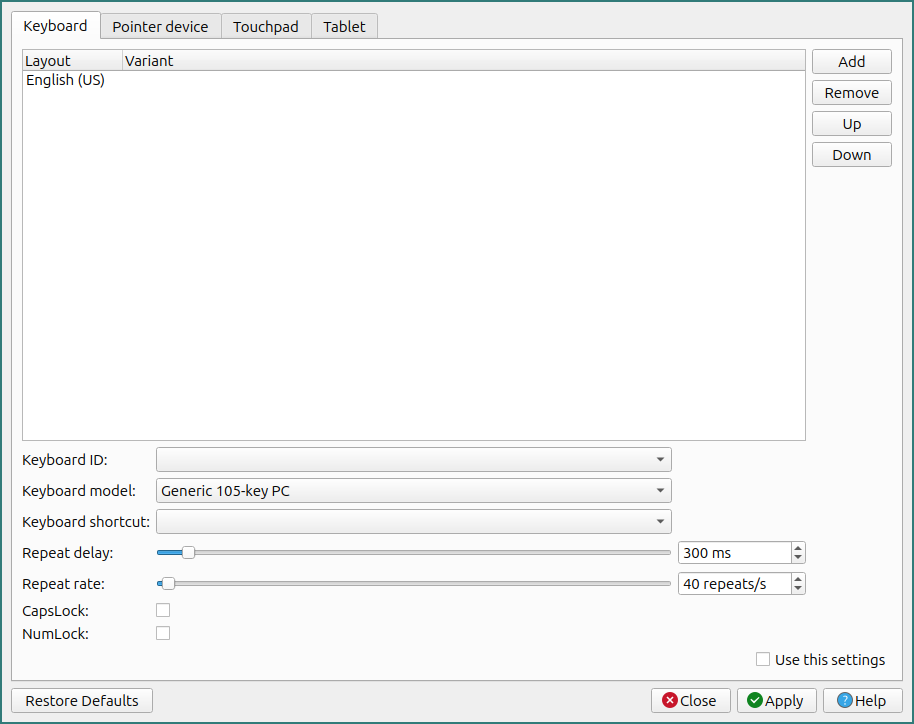 Keyboard Pointer device Touchpad Tablet
Layout Variant
English (US)
Add
Remove
Up
Down
Keyboard ID:
Keyboard model: Generic 105-key PC
Keyboard shortcut:
Repeat delay: 300 ms
Repeat rate: 40 repeats/s
CapsLock:
NumLock:
Use this settings
Restore Defaults Close Apply Help